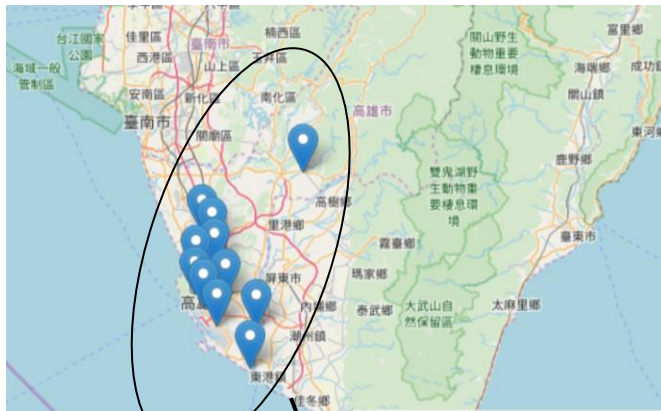 楠西區
富里鄉
台江國家
公園
佳里區
臺南市
西港區
山上區
玉井區
關山野生
動物重要
棲息環境
海端鄉
成功鎮
海域一般
管制區
安南區
新化區
南化區
高雄市
關山鎮
臺南市
關廟區
東河鄉
鹿野鄉
雙鬼湖野
生動物重
要棲息環
境
高樹鄉
里港鄉
臺東市
霧臺鄉
屏東市
瑪家鄉
高雄
內埔鄉
泰武鄉
大武山自
然保留區
太麻里鄉
潮州鎮
東港鎮
佳冬鄉